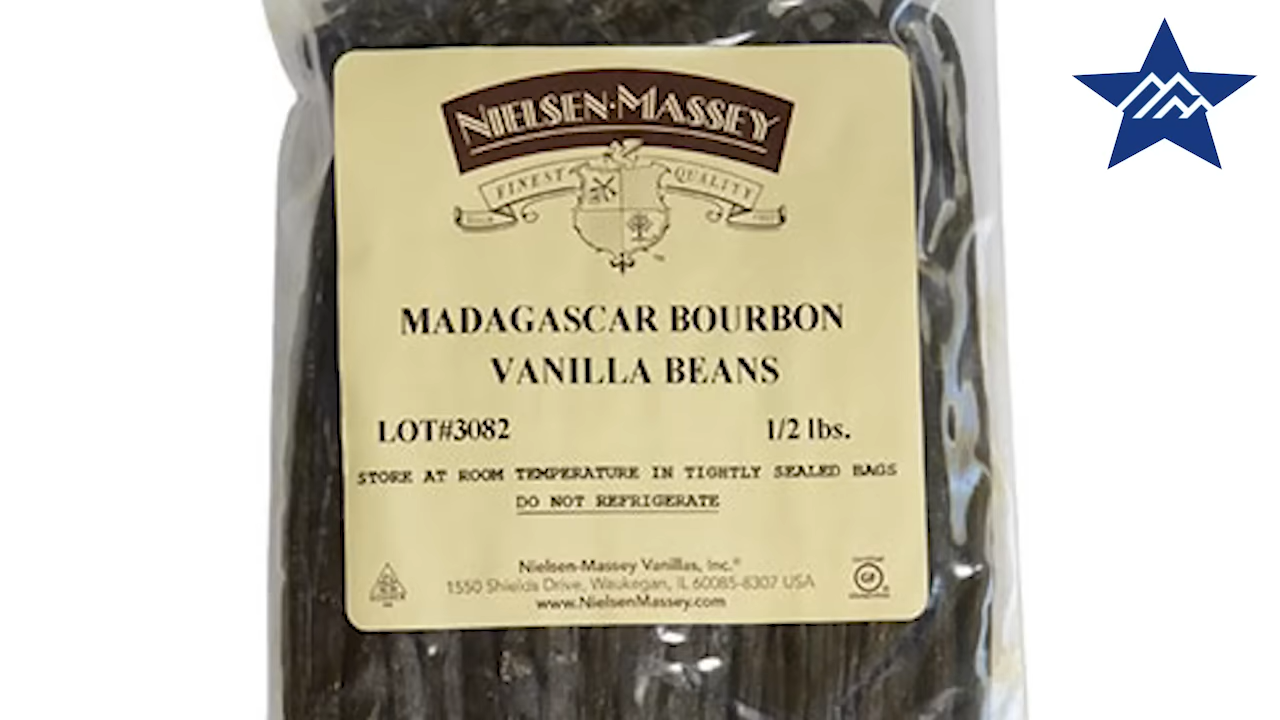 NIELSEN·MASSEY
FINEST QUALITY
MADAGASCAR BOURBON
VANILLA BEANS
LOT#3082 1/2 lbs.
STORE AT ROOM TEMPERATURE IN TIGHTLY SEALED BAGS
DO NOT REFRIGERATE
Nielsen-Massey Vanillas, Inc.®
1550 Shields Drive, Waukegan, IL 60085-8307 USA
www.NielsenMassey.com
GF